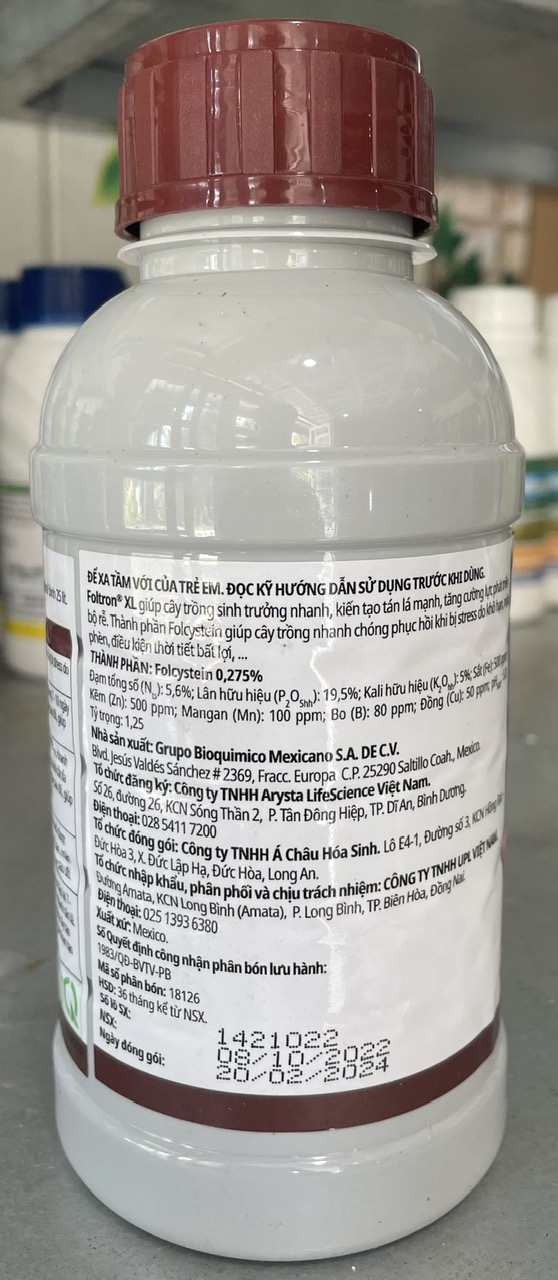 ĐỂ XA TẦM VỚI CỦA TRẺ EM. ĐỌC KỸ HƯỚNG DẪN SỬ DỤNG TRƯỚC KHI DÙNG.
Foltron® XL giúp cây trồng sinh trưởng nhanh, kiến tạo tán lá mạnh, tăng cường lực phát triển
bộ rễ. Thành phần Folcystein giúp cây trồng nhanh chóng phục hồi khi bị stress do khô hạn,
phèn, điều kiện thời tiết bất lợi, ...
THÀNH PHẦN: Folcystein 0,275%
Đạm tổng số (Nts): 5,6%; Lân hữu hiệu (P2O5hh): 19,5%; Kali hữu hiệu (K2Ohh): 5%; Sắt (Fe): 500 ppm
Kẽm (Zn): 500 ppm; Mangan (Mn): 100 ppm; Bo (B): 80 ppm; Đồng (Cu): 50 ppm;
Tỷ trọng: 1,25
Nhà sản xuất: Grupo Bioquimico Mexicano S.A. DE C.V.
Blvd. Jesús Valdés Sánchez # 2369, Fracc. Europa C.P. 25290 Saltillo Coah., Mexico.
Tổ chức đăng ký: Công ty TNHH Arysta LifeScience Việt Nam.
Số 26, đường 26, KCN Sóng Thần 2, P. Tân Đông Hiệp, TP. Dĩ An, Bình Dương.
Điện thoại: 028 5411 7200
Tổ chức đóng gói: Công ty TNHH Á Châu Hóa Sinh. Lô E4-1, Đường số 3, KCN
Đức Hòa 3, X. Đức Lập Hạ, Đức Hòa, Long An.
Tổ chức nhập khẩu, phân phối và chịu trách nhiệm: CÔNG TY TNHH UPL VIỆT NAM.
Đường Amata, KCN Long Bình (Amata), P. Long Bình, TP. Biên Hòa, Đồng Nai.
Điện thoại: 025 1393 6380
Xuất xứ: Mexico.
Số Quyết định công nhận phân bón lưu hành:
1983/QĐ-BVTV-PB
Mã số phân bón: 18126
HSD: 36 tháng kể từ NSX.
Số lô SX: 1421022
NSX: 08/10/2022
Ngày đóng gói: 20/02/2024